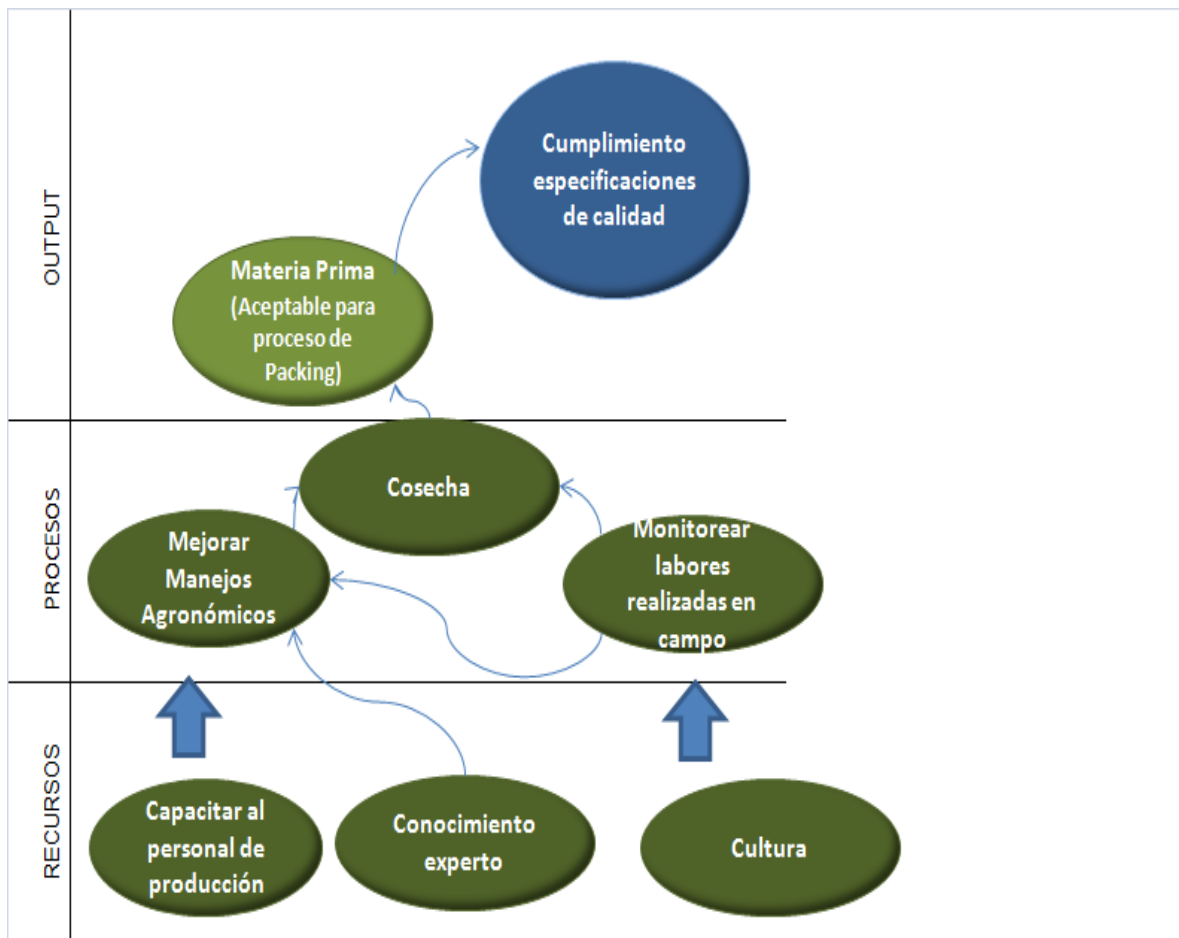 OUTPUT
Cumplimiento
especificaciones
de calidad
Materia Prima
(Aceptable para
proceso de
Packing)
PROCESOS
Cosecha
Mejorar
Manejos
Agronómicos
Monitorear
labores
realizadas en
campo
RECURSOS
Capacitar al
personal de
producción
Conocimiento
experto
Cultura